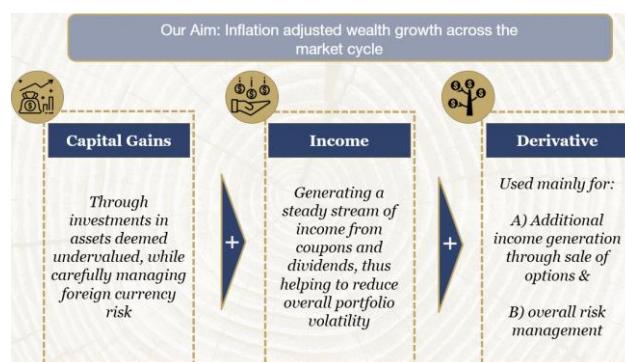 Our Aim: Inflation adjusted wealth growth across the
market cycle
Capital Gains
Through
investments in
assets deemed
undervalued, while
carefully managing
foreign currency
risk
+
Income
Generating a
steady stream of
income from
coupons and
dividends, thus
helping to reduce
overall portfolio
volatility
+
Derivative
Used mainly for:
A) Additional
income generation
through sale of
options &
B) overall risk
management